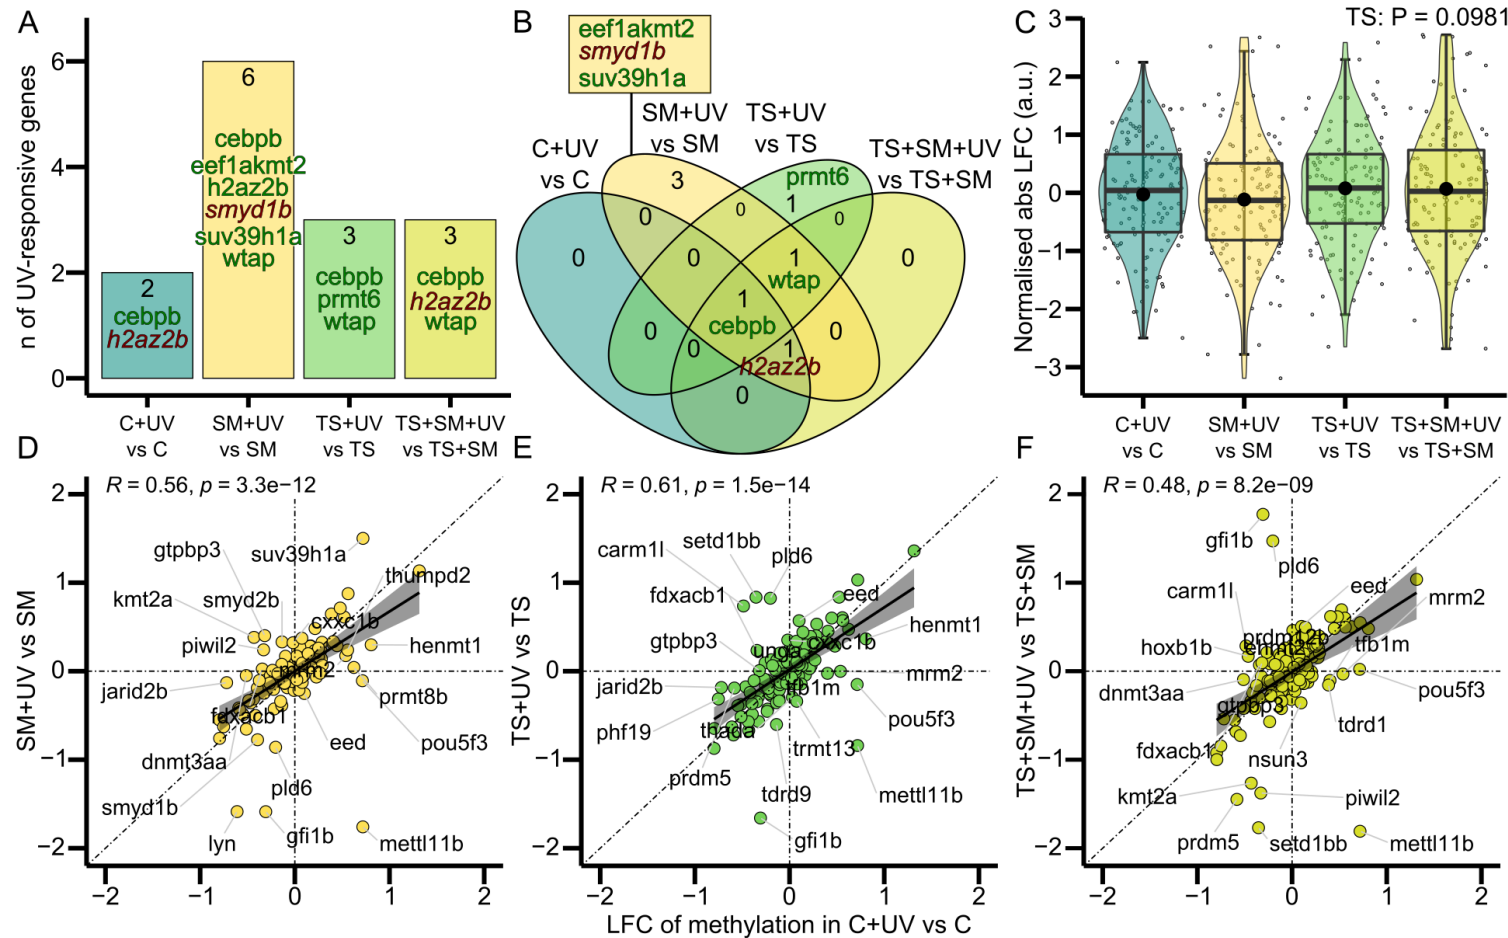 A
n of UV-responsive genes
6
4
2
0
2
cebpb
h2az2b
6
cebpb
eef1akmt2
h2az2b
smyd1b
suv39h1a
wtap
3
cebpb
prmt6
wtap
3
cebpb
h2az2b
wtap
C+UV
vs C
SM+UV
vs SM
TS+UV
vs TS
TS+SM+UV
vs TS+SM
B
eef1akmt2
smyd1b
suv39h1a
C+UV
vs C
SM+UV
vs SM
TS+UV
vs TS
TS+SM+UV
vs TS+SM
3
prmt6
1
0
0
0
0
0
1
wtap
0
0
1
cebpb
0
0
0
1
h2az2b
0
C
TS: P = 0.0981
Normalised abs LFC (a.u.)
3
2
1
0
−1
−2
−3
C+UV
vs C
SM+UV
vs SM
TS+UV
vs TS
TS+SM+UV
vs TS+SM
D
R = 0.56, p = 3.3e−12
SM+UV vs SM
2
1
0
−1
−2
gtpbp3
suv39h1a
thumpd2
kmt2a
smyd2b
cxxc1b
piwil2
henmt1
mrm2
jarid2b
prmt8b
fdxacb1
eed
pou5f3
dnmt3aa
pld6
smyd1b
lyn
gfi1b
mettl11b
−2
−1
0
1
2
E
R = 0.61, p = 1.5e−14
TS+UV vs TS
2
1
0
−1
−2
carm1l
setd1bb
pld6
fdxacb1
eed
henmt1
gtpbp3
unga
cxxc1b
jarid2b
tfb1m
mrm2
phf19
thada
pou5f3
trmt13
prdm5
tdrd9
mettl11b
gfi1b
−2
−1
0
1
2
LFC of methylation in C+UV vs C
F
R = 0.48, p = 8.2e−09
TS+SM+UV vs TS+SM
2
1
0
−1
−2
gfi1b
pld6
carm1l
eed
mrm2
prdm12b
hoxb1b
tfb1m
dnmt3aa
pou5f3
gtpbp3
tdrd1
fdxacb1
nsun3
kmt2a
piwil2
prdm5
setd1bb
mettl11b
−2
−1
0
1
2